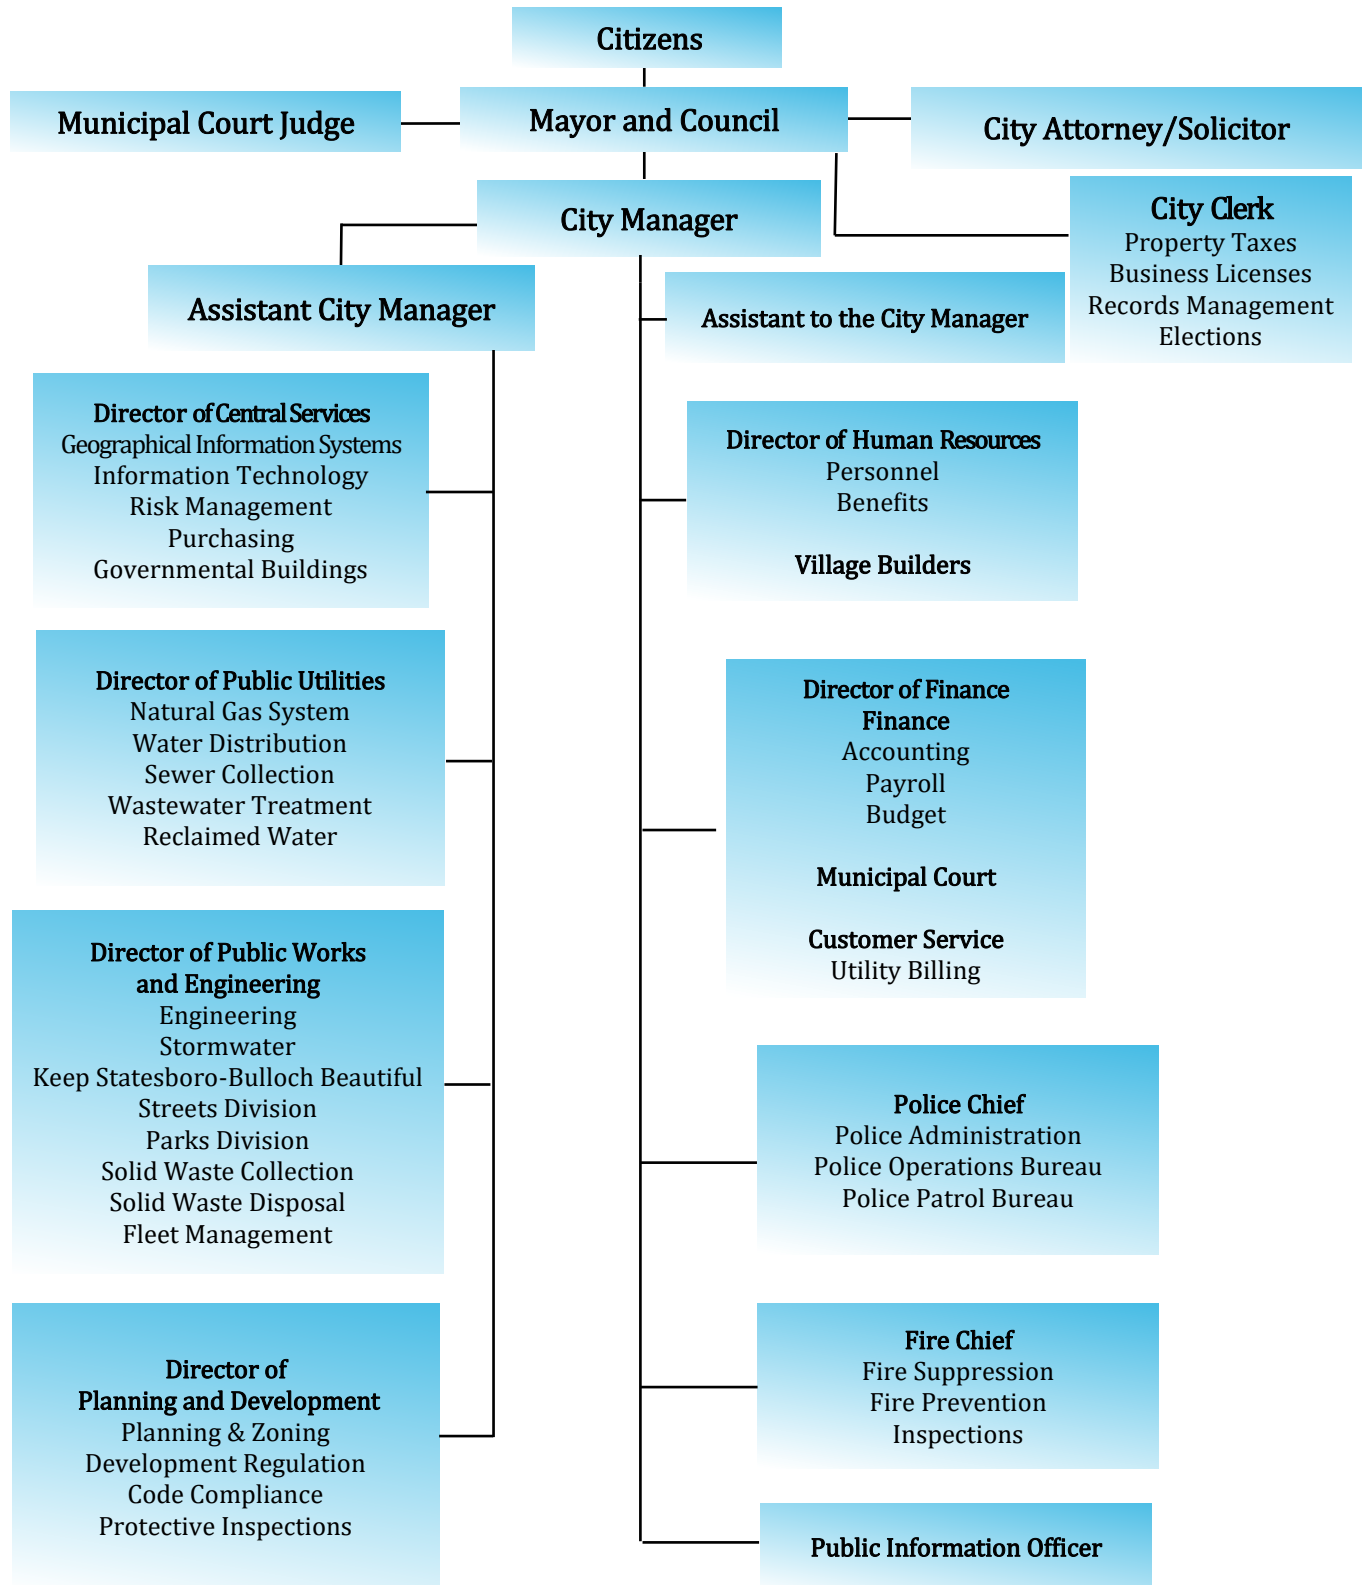 Citizens
Municipal Court Judge
Mayor and Council
City Attorney/Solicitor
City Manager
City Clerk
Property Taxes
Business Licenses
Records Management
Elections
Assistant City Manager
Assistant to the City Manager
Director of Central Services
Geographical Information Systems
Information Technology
Risk Management
Purchasing
Governmental Buildings
Director of Human Resources
Personnel
Benefits
Village Builders
Director of Public Utilities
Natural Gas System
Water Distribution
Sewer Collection
Wastewater Treatment
Reclaimed Water
Director of Finance
Finance
Accounting
Payroll
Budget
Municipal Court
Customer Service
Utility Billing
Director of Public Works
and Engineering
Engineering
Stormwater
Keep Statesboro-Bulloch Beautiful
Streets Division
Parks Division
Solid Waste Collection
Solid Waste Disposal
Fleet Management
Police Chief
Police Administration
Police Operations Bureau
Police Patrol Bureau
Director of
Planning and Development
Planning & Zoning
Development Regulation
Code Compliance
Protective Inspections
Fire Chief
Fire Suppression
Fire Prevention
Inspections
Public Information Officer